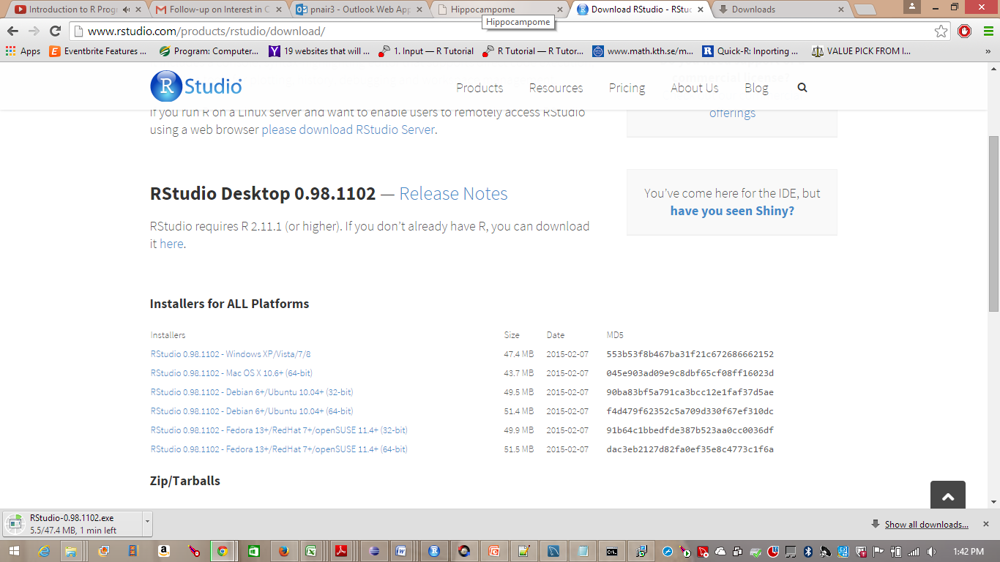 Introduction to R Progr
Follow-up on Interest in C
pnair3 - Outlook Web App
Hippocampome
Download RStudio - RStu
Downloads
Hippocampome
www.rstudio.com/products/rstudio/download/
Apps
Eventbrite Features ...
Program: Computer...
19 websites that will ...
1. Input — R Tutorial
R Tutorial — R Tutor...
www.math.kth.se/m...
Quick-R: Inporting ...
VALUE PICK FROM I...
»
R Studio
Products
Resources
Pricing
About Us
Blog
commercial license?
If you run R on a Linux server and want to enable users to remotely access RStudio
using a web browser please download RStudio Server.
offerings
RStudio Desktop 0.98.1102 — Release Notes
RStudio requires R 2.11.1 (or higher). If you don't already have R, you can download
it here.
You've come here for the IDE, but
have you seen Shiny?
Installers for ALL Platforms
Installers Size Date MD5
RStudio 0.98.1102 - Windows XP/Vista/7/8 47.4 MB 2015-02-07 553b53f8b467ba31f21c672686662152
RStudio 0.98.1102 - Mac OS X 10.6+ (64-bit) 43.7 MB 2015-02-07 045e903ad09e9c8dbf65cf08ff16023d
RStudio 0.98.1102 - Debian 6+/Ubuntu 10.04+ (32-bit) 49.5 MB 2015-02-07 90ba83bf5a791ca3bcc12e1faf37d5ae
RStudio 0.98.1102 - Debian 6+/Ubuntu 10.04+ (64-bit) 51.4 MB 2015-02-07 f4d479f62352c5a709d330f67ef310dc
RStudio 0.98.1102 - Fedora 13+/RedHat 7+/openSUSE 11.4+ (32-bit) 49.9 MB 2015-02-07 91b64c1bbedfde387b523aa0cc0036df
RStudio 0.98.1102 - Fedora 13+/RedHat 7+/openSUSE 11.4+ (64-bit) 51.5 MB 2015-02-07 dac3eb2127d82fa0ef35e8c4773c1f6a
Zip/Tarballs
RStudio-0.98.1102.exe
5.5/47.4 MB, 1 min left
Show all downloads...
1:42 PM